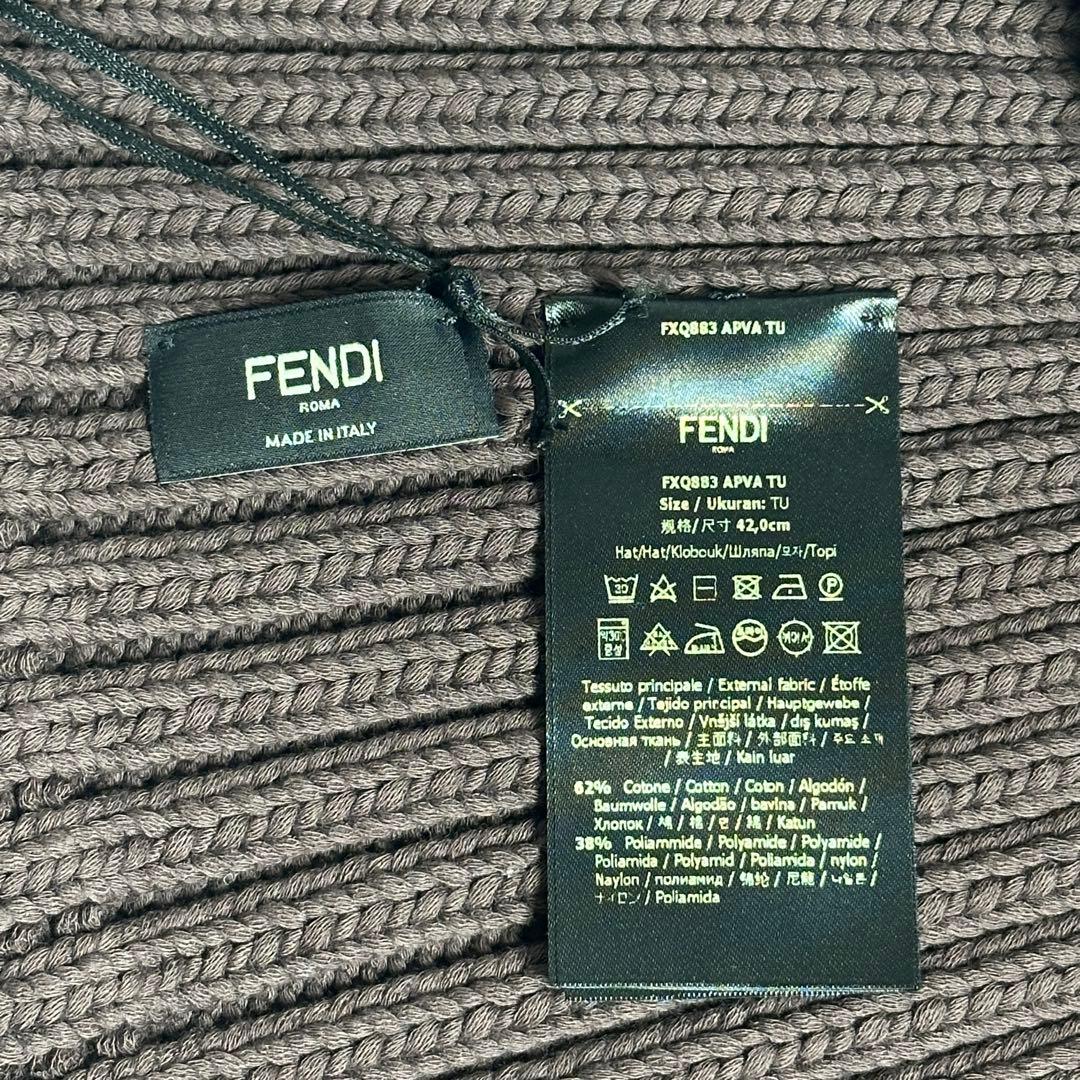 FENDI
ROMA
MADE IN ITALY
FXQ883 APVA TU
FENDI
ROMA
FXQ883 APVA TU
Size / Ukuran: TU
规格/尺寸 42,0cm
Hat/Hat/Klobouk/Шляпа/모자/Topi
30
P
Tessuto principale / External fabric / Étoffe
externe / Tejido principal / Hauptgewebe /
Tecido Externo / Vnější látka / dış kumaş /
Основная ткань / 主面料 / 外部面料 / 주요 소재
/ 表主地 / Kain luar
62% Cotone / Cotton / Coton / Algodón /
Baumwolle / Algodão / bavlna / Pamuk /
Хлопок / 棉 / 棉 / 면 / 綿 / Katun
38% Poliammide / Polyamide / Polyamide /
Poliamida / Polyamid / Poliamida / nylon /
Naylon / полиамид / 锦纶 / 尼龍 / 나일론 /
ナイロン / Poliamida